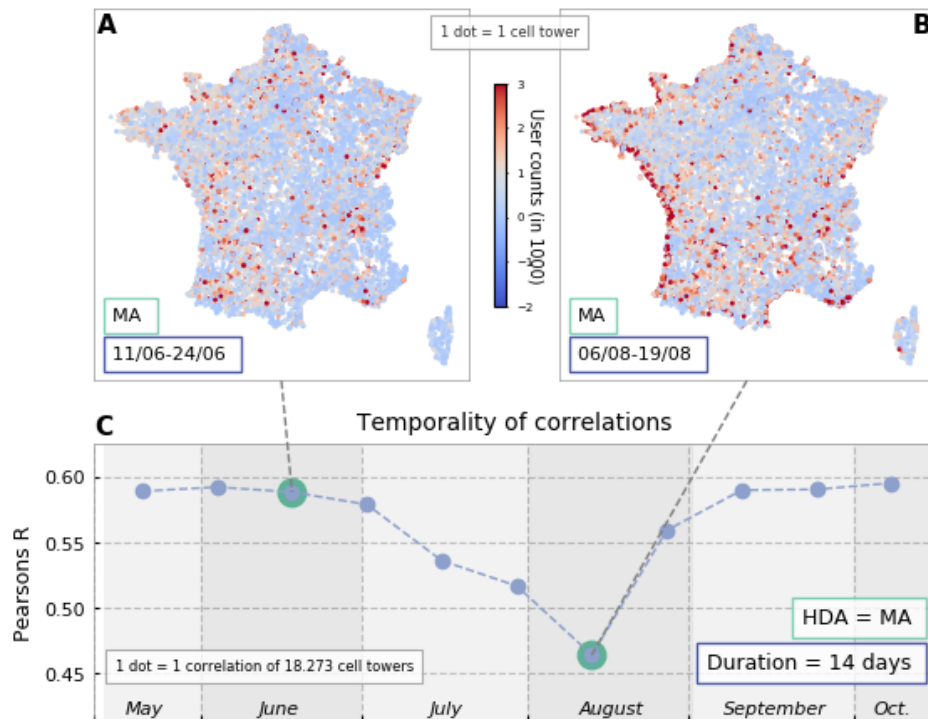 A
1 dot = 1 cell tower
B
3
2
1
0
−1
−2
User counts (in 1000)
MA
11/06-24/06
MA
06/08-19/08
C
Temporality of correlations
0.60
0.55
0.50
0.45
Pearsons R
HDA = MA
1 dot = 1 correlation of 18.273 cell towers
Duration = 14 days
May
June
July
August
September
Oct.